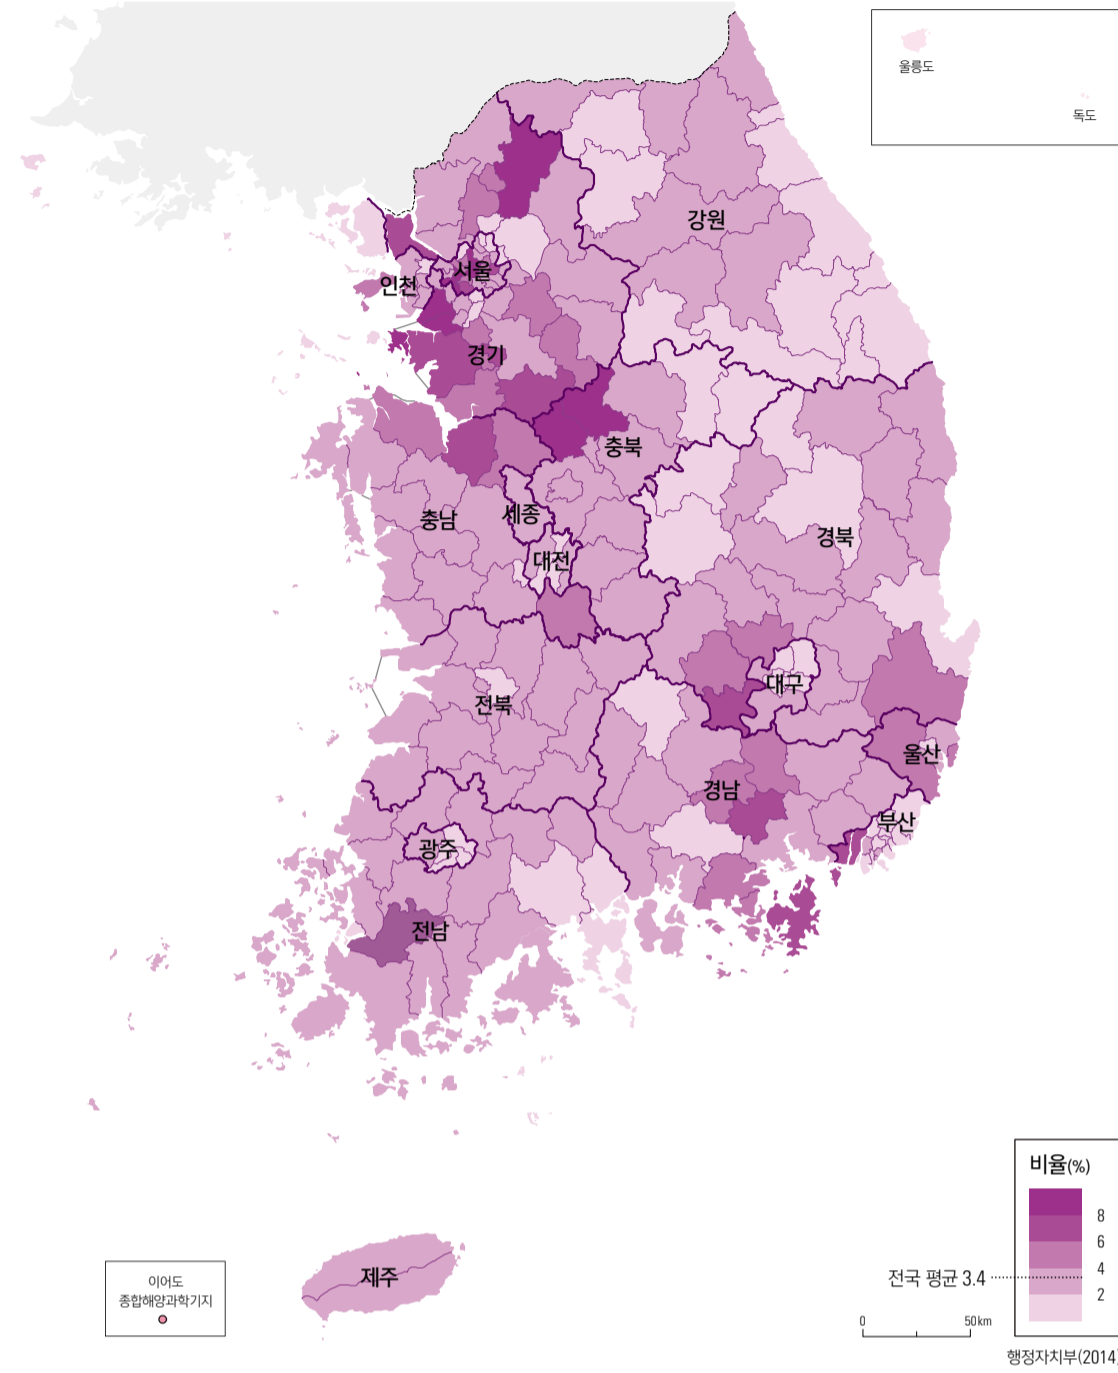 울릉도
독도
강원
서울
인천
경기
충북
충남
세종
대전
경북
대구
전북
울산
경남
부산
광주
전남
제주
이어도
종합해양과학기지
비율(%)
8
6
4
2
전국 평균 3.4
0 50km
행정자치부(2014)